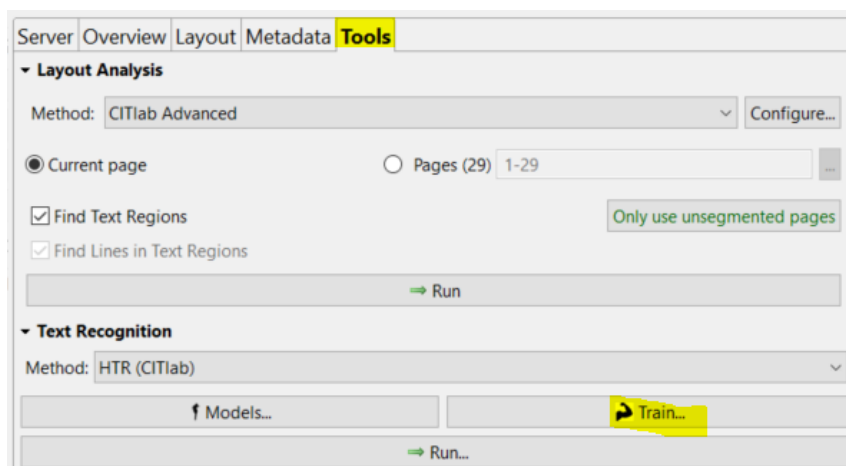 Server Overview Layout Metadata Tools
Layout Analysis
Method: CITlab Advanced Configure...
Current page Pages (29) 1-29 ...
Find Text Regions Only use unsegmented pages
Find Lines in Text Regions
Run
Text Recognition
Method: HTR (CITlab)
Models... Train...
Run...